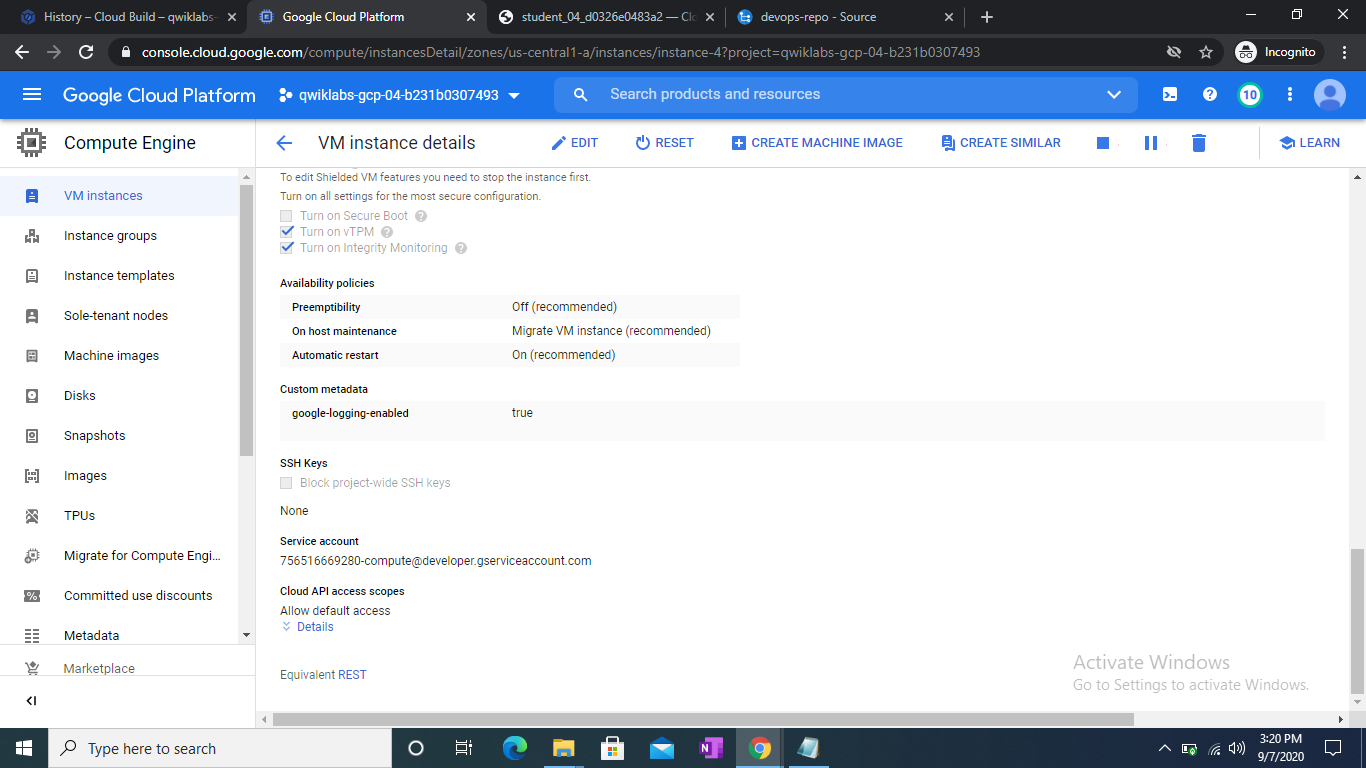 History – Cloud Build – qwiklabs-
Google Cloud Platform
student_04_d0326e0483a2 — Clo
devops-repo - Source
console.cloud.google.com/compute/instancesDetail/zones/us-central1-a/instances/instance-4?project=qwiklabs-gcp-04-b231b0307493
Incognito
Google Cloud Platform
qwiklabs-gcp-04-b231b0307493
Search products and resources
10
Compute Engine
VM instance details
EDIT
RESET
CREATE MACHINE IMAGE
CREATE SIMILAR
LEARN
VM instances
Instance groups
Instance templates
Sole-tenant nodes
Machine images
Disks
Snapshots
Images
TPUs
Migrate for Compute Engi...
Committed use discounts
Metadata
Marketplace
To edit Shielded VM features you need to stop the instance first.
Turn on all settings for the most secure configuration.
Turn on Secure Boot
Turn on vTPM
Turn on Integrity Monitoring
Availability policies
Preemptibility Off (recommended)
On host maintenance Migrate VM instance (recommended)
Automatic restart On (recommended)
Custom metadata
google-logging-enabled true
SSH Keys
Block project-wide SSH keys
None
Service account
756516669280-compute@developer.gserviceaccount.com
Cloud API access scopes
Allow default access
Details
Equivalent REST
Activate Windows
Go to Settings to activate Windows.
Type here to search
3:20 PM
9/7/2020